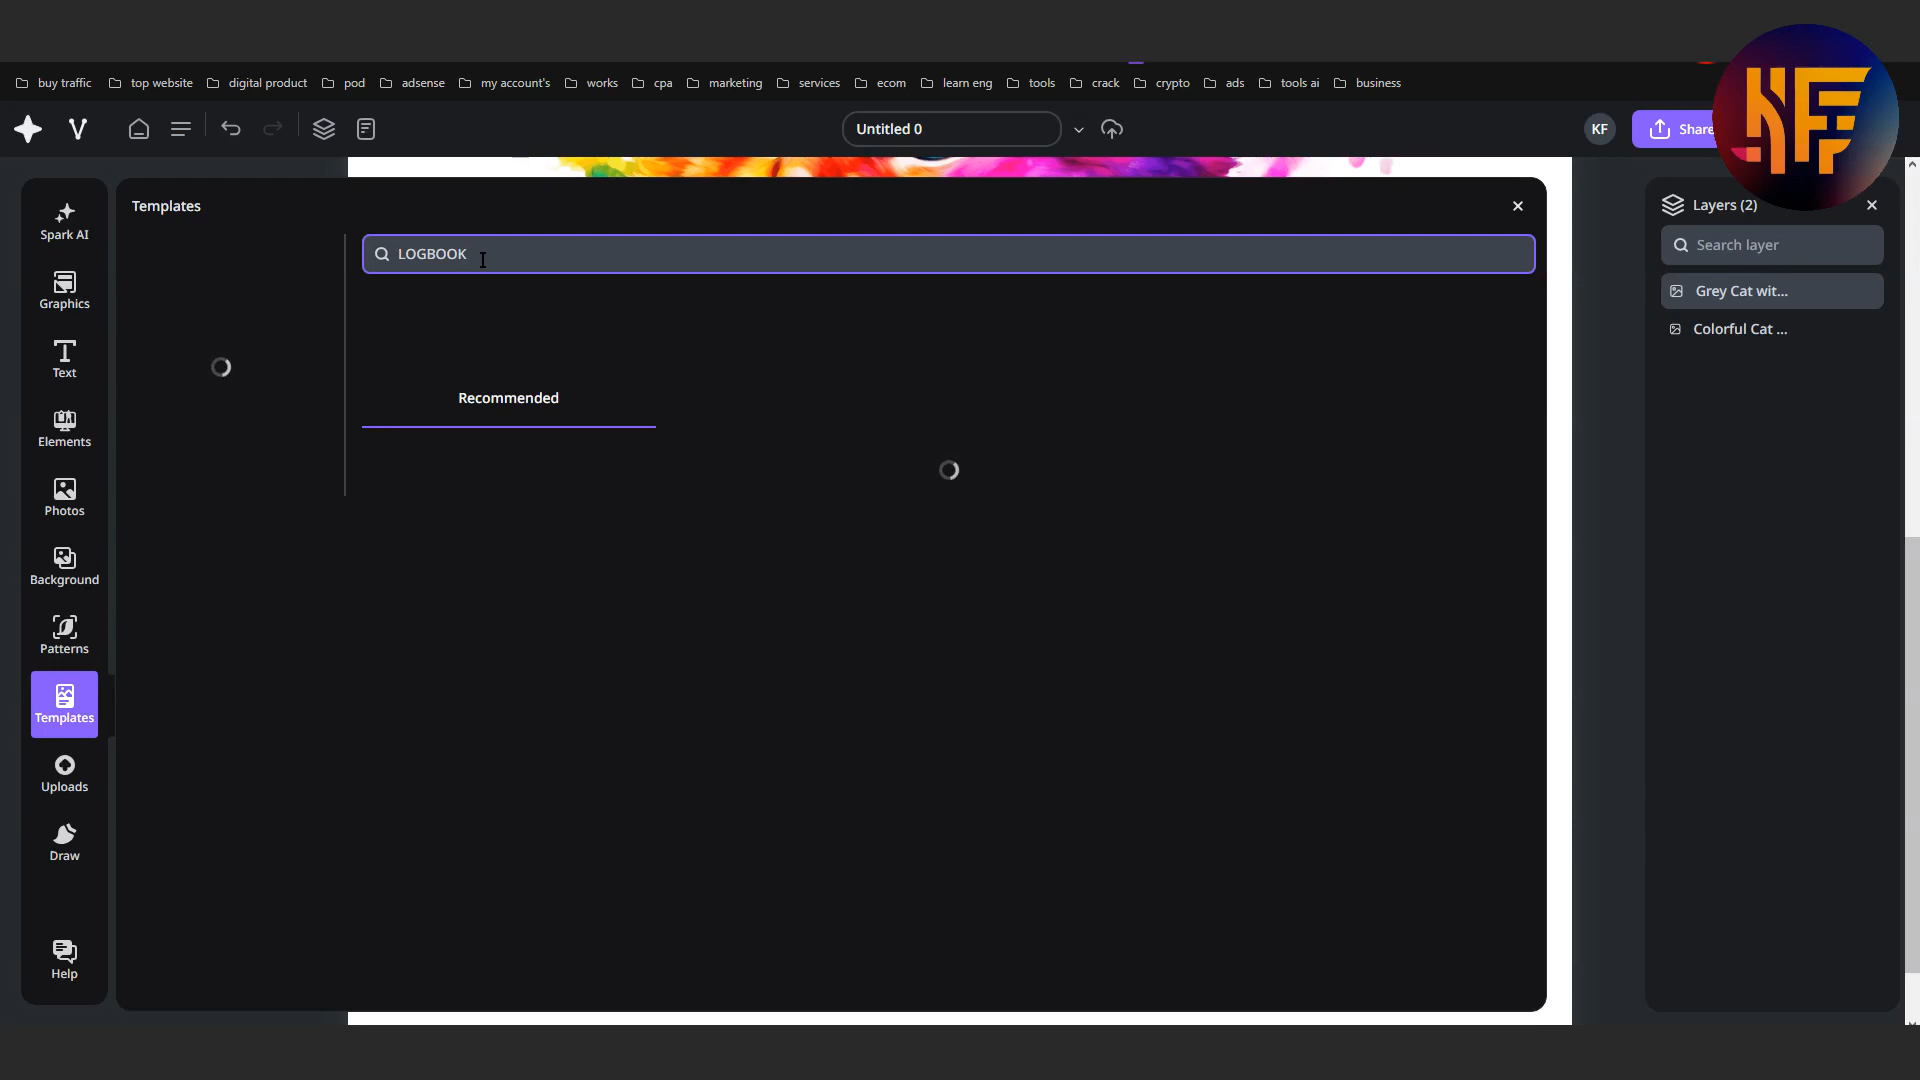 buy traffic top website digital product pod adsense my account's works cpa marketing services ecom learn eng tools crack crypto ads tools ai business
Untitled 0
KF
Share
KF
Templates
Layers (2)
Spark AI
LOGBOOK
Search layer
Graphics
Grey Cat wit...
Colorful Cat ...
Text
Recommended
Elements
Photos
Background
Patterns
Templates
Uploads
Draw
Help